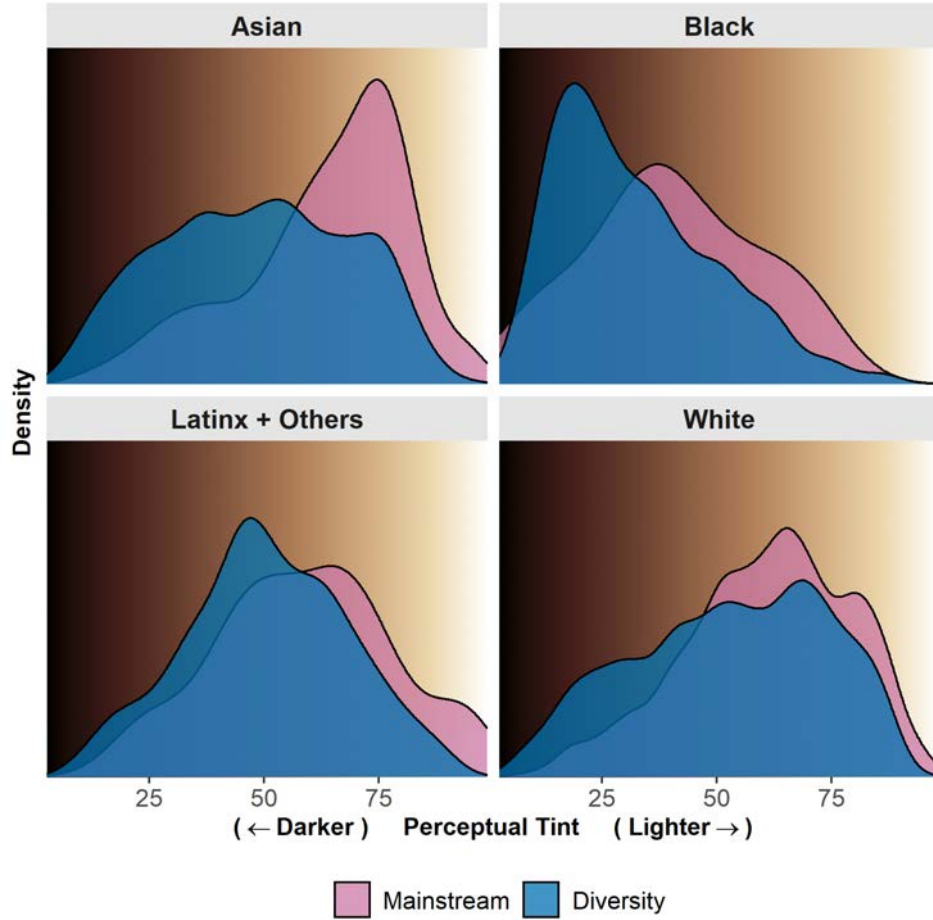 Asian
Black
Density
Latinx + Others
White
25
50
75
25
50
75
( ← Darker ) Perceptual Tint ( Lighter → )
Mainstream
Diversity